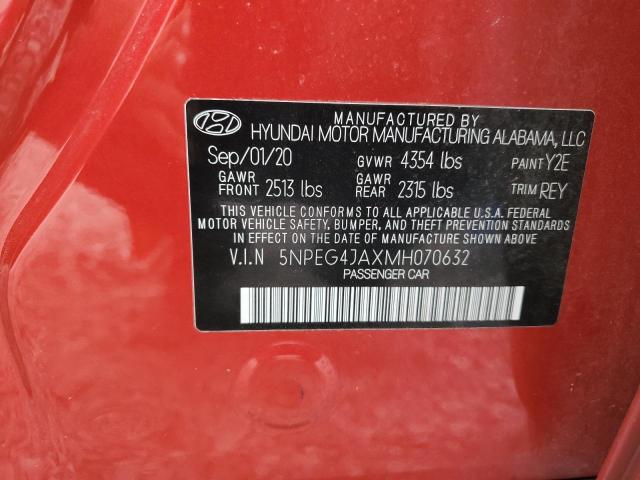 MANUFACTURED BY
HYUNDAI MOTOR MANUFACTURING ALABAMA, LLC
Sep/01/20 GVWR 4354 lbs PAINT Y2E
GAWR FRONT 2513 lbs GAWR REAR 2315 lbs TRIM REY
THIS VEHICLE CONFORMS TO ALL APPLICABLE U.S.A. FEDERAL
MOTOR VEHICLE SAFETY, BUMPER, AND THEFT PREVENTION STANDARDS
IN EFFECT ON THE DATE OF MANUFACTURE SHOWN ABOVE.
V.I.N 5NPEG4JAXMH070632
PASSENGER CAR